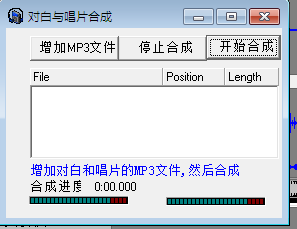 对白与唱片合成
增加MP3文件 停止合成 开始合成
File Position Length
增加对白和唱片的MP3文件, 然后合成
合成进度 0:00.000